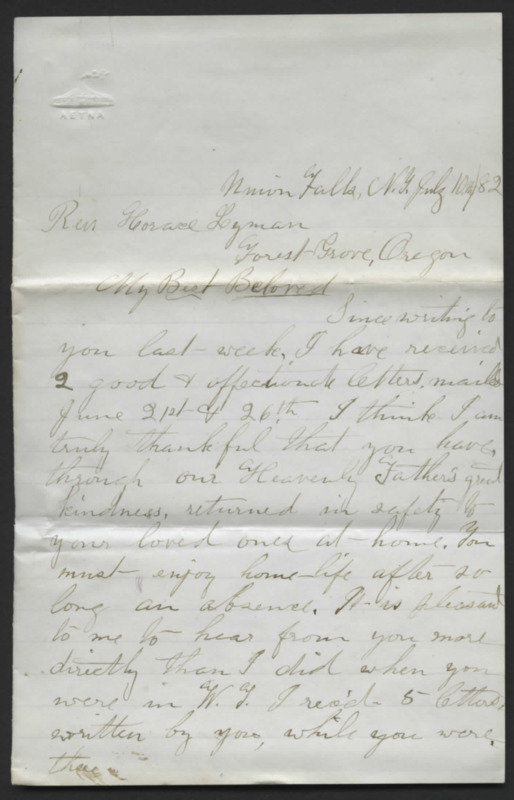 AETNA
Union Falls, N.Y. July 10th/82
Rev Horace Lyman
Forest Grove, Oregon
My Best Beloved
Since writing to
you last week, I have received
2 good & affectionate letters, mailed
June 21st & 26th I think I am
truly thankful that you have,
through our Heavenly Father's great
kindness, returned in safety to
your loved ones at home. You
must enjoy home-life after so
long an absence. It is pleasant
to me to hear from you more
directly than I did when you
were in W. T. I rec'd 5 letters,
written by you, while you were,
there